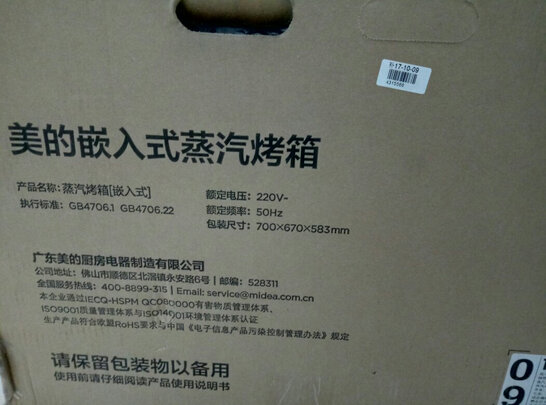 17-10-09
美的嵌入式蒸汽烤箱
产品名称:蒸汽烤箱[嵌入式]
额定电压: 220V~
执行标准: GB4706.1 GB4706.22
额定频率: 50Hz
包装尺寸: 700×670×583mm
广东美的厨房电器制造有限公司
公司地址: 佛山市顺德区北滘镇永安路6号 | 邮编: 528311
全国服务热线: 400-8899-315 | Email: service@midea.com.cn
本企业通过IECQ-HSPM QC080000有害物质管理体系、
ISO9001质量管理体系与ISO14001环境管理体系认证
生产产品符合欧盟RoHS要求与中国《电子信息产品污染控制管理办法》规定
请保留包装物以备用
使用前请仔细阅读产品使用说明书
0
9